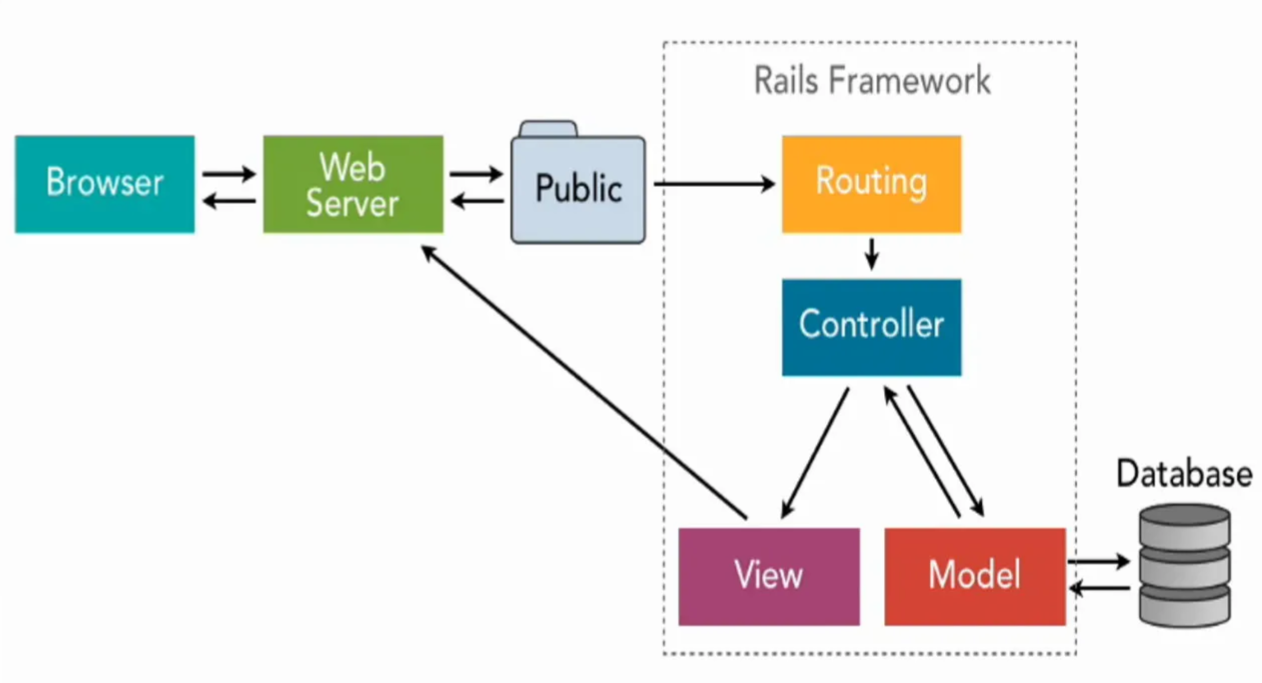 Rails Framework
Browser
Web
Server
Public
Routing
Controller
Database
View
Model